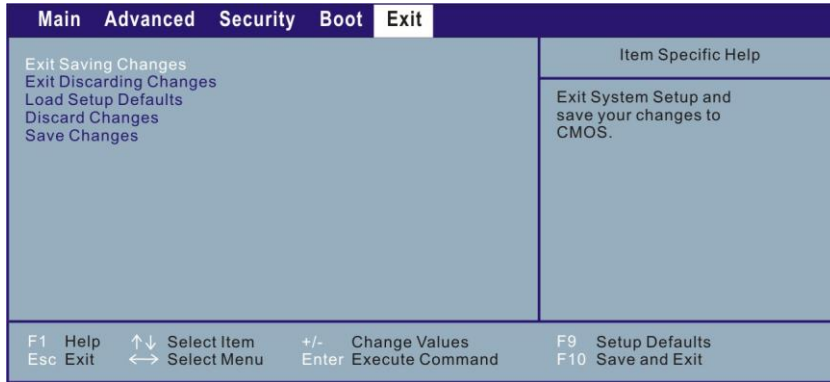 Main Advanced Security Boot Exit
Exit Saving Changes
Exit Discarding Changes
Load Setup Defaults
Discard Changes
Save Changes
Item Specific Help
Exit System Setup and
save your changes to
CMOS.
F1 Help ↑↓ Select Item +/- Change Values F9 Setup Defaults
Esc Exit ↔ Select Menu Enter Execute Command F10 Save and Exit